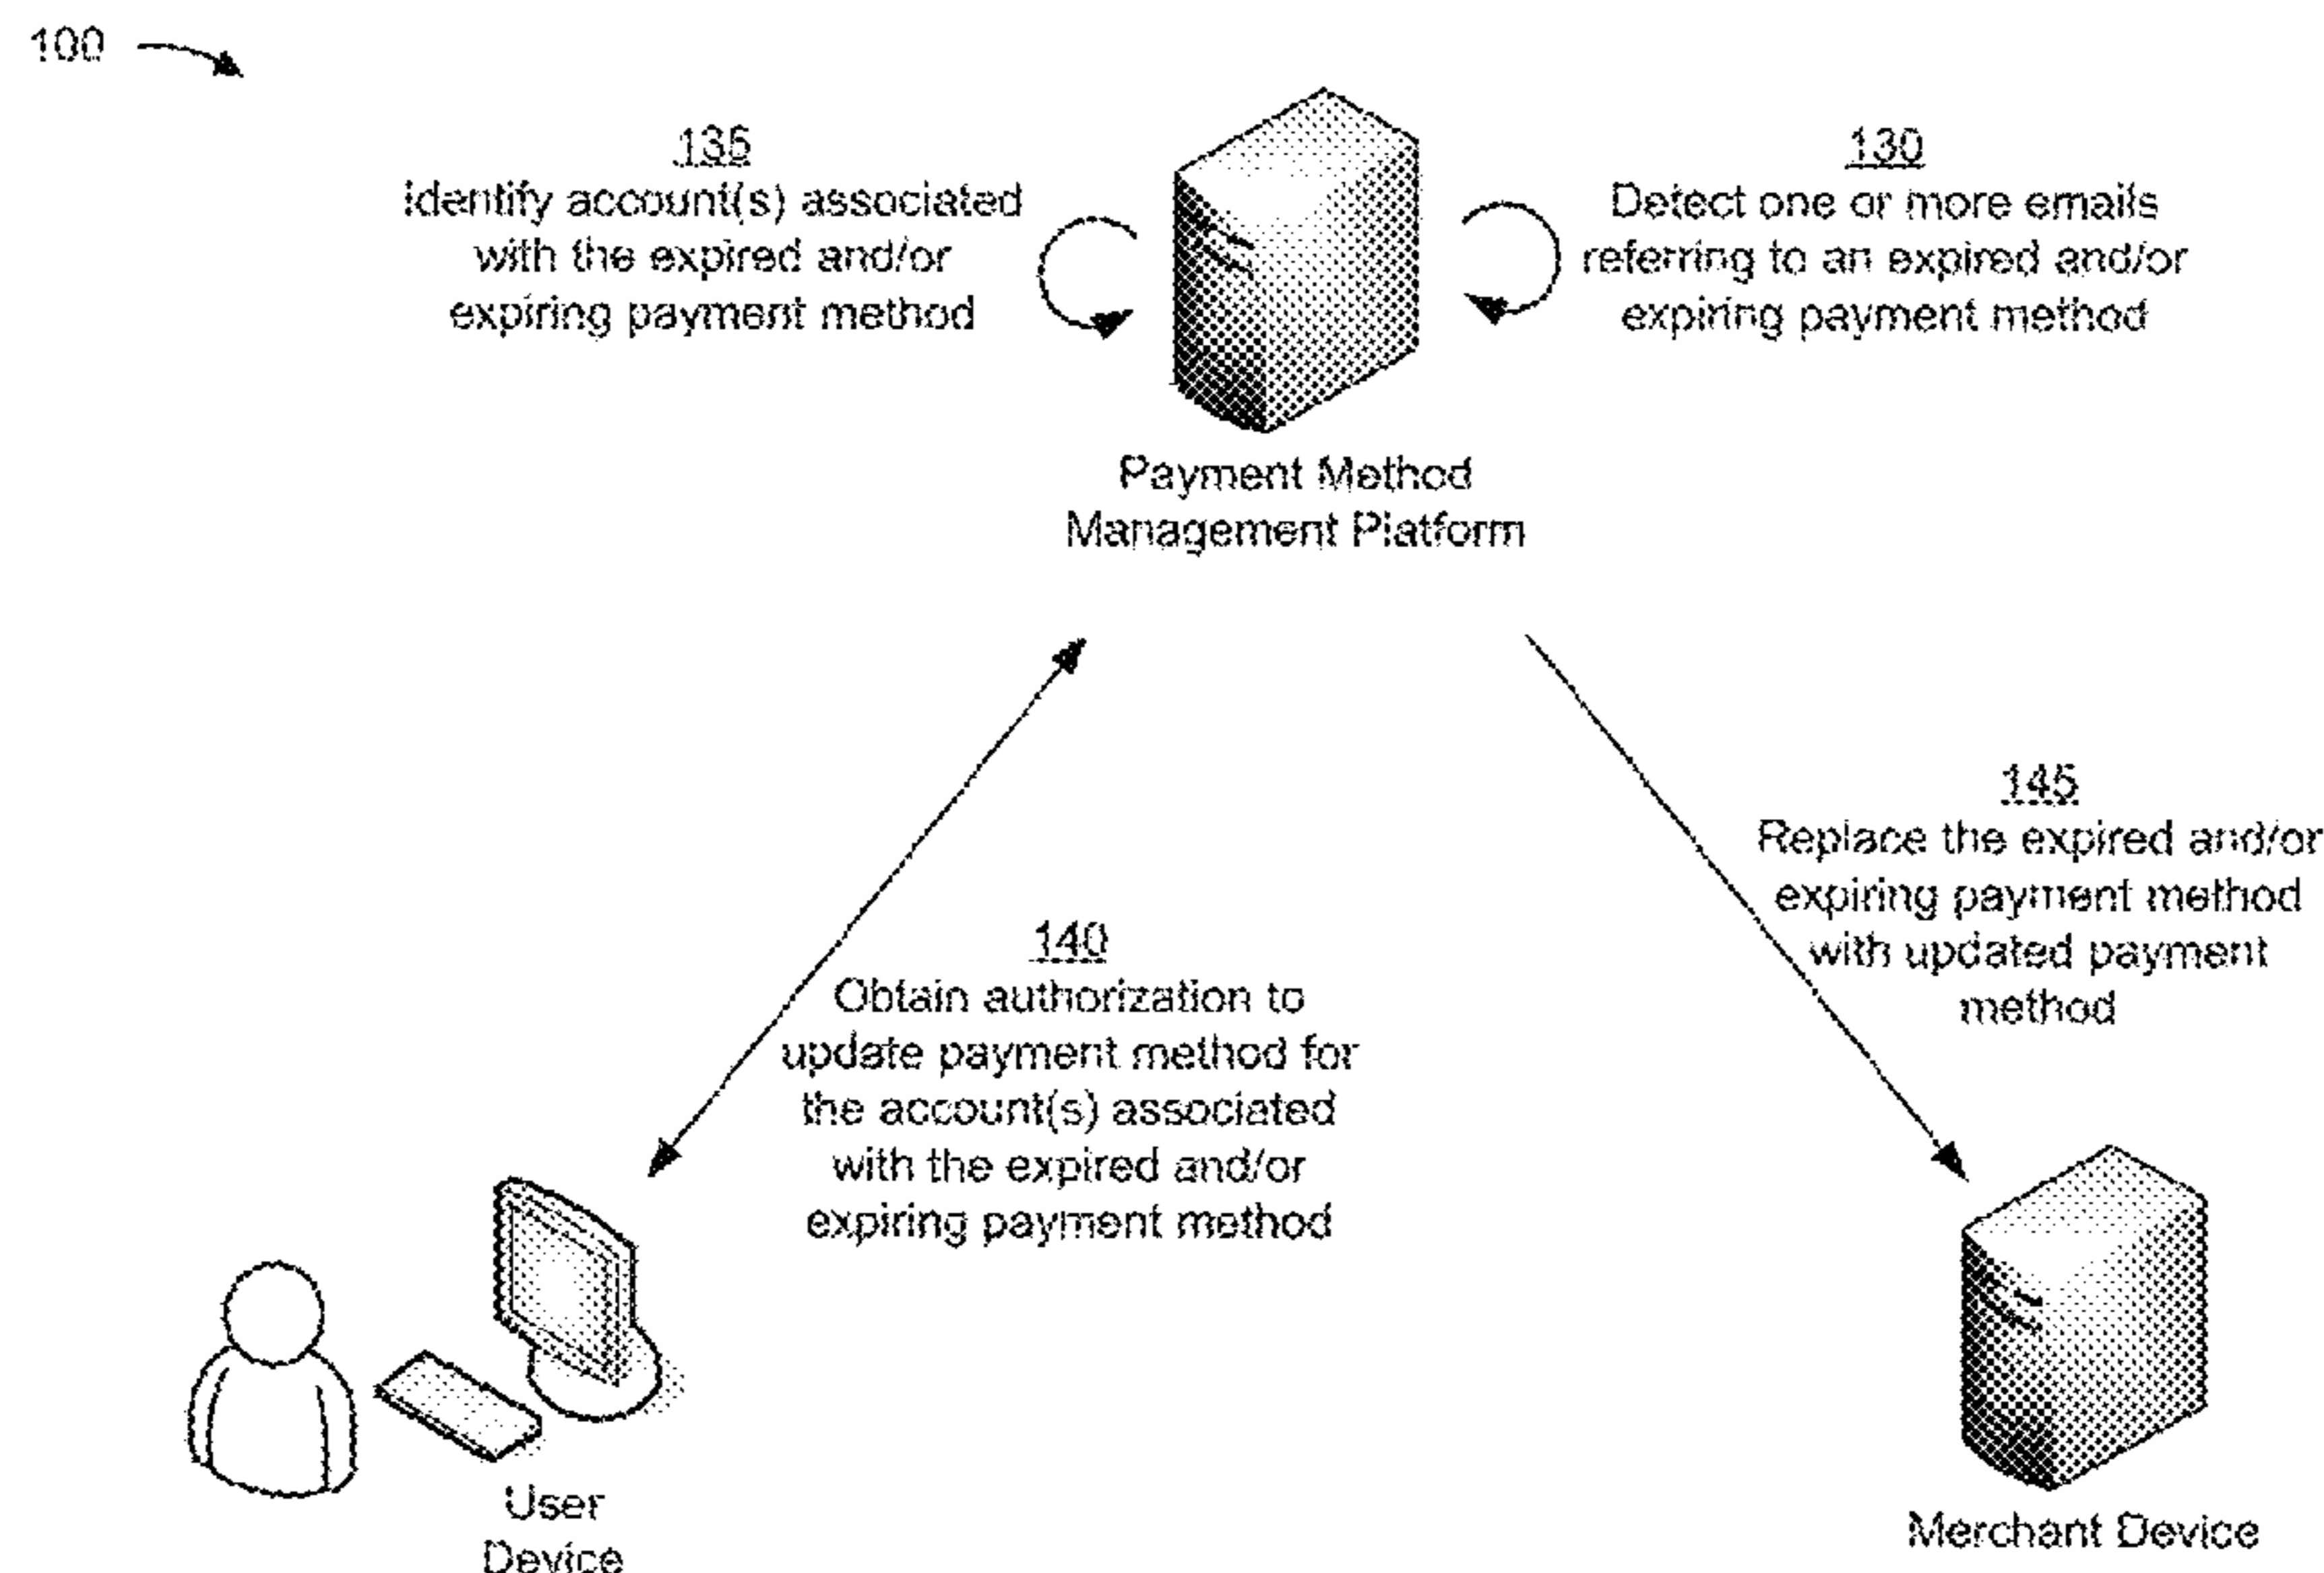 100
135
Identify account(s) associated
with the expired and/or
expiring payment method
130
Detect one or more emails
referring to an expired and/or
expiring payment method
Payment Method
Management Platform
145
Replace the expired and/or
expiring payment method
with updated payment
method
140
Obtain authorization to
update payment method for
the account(s) associated
with the expired and/or
expiring payment method
User
Device
Merchant Device